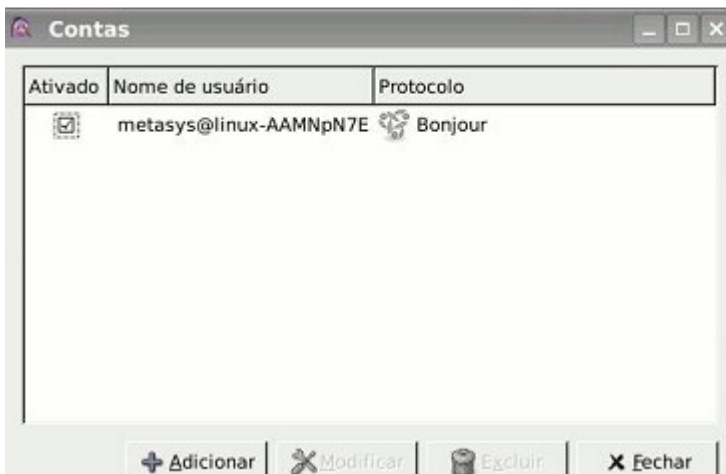 Contas
Ativado Nome de usuário Protocolo
metasys@linux-AAMNpN7E Bonjour
Adicionar Modificar Excluir Fechar